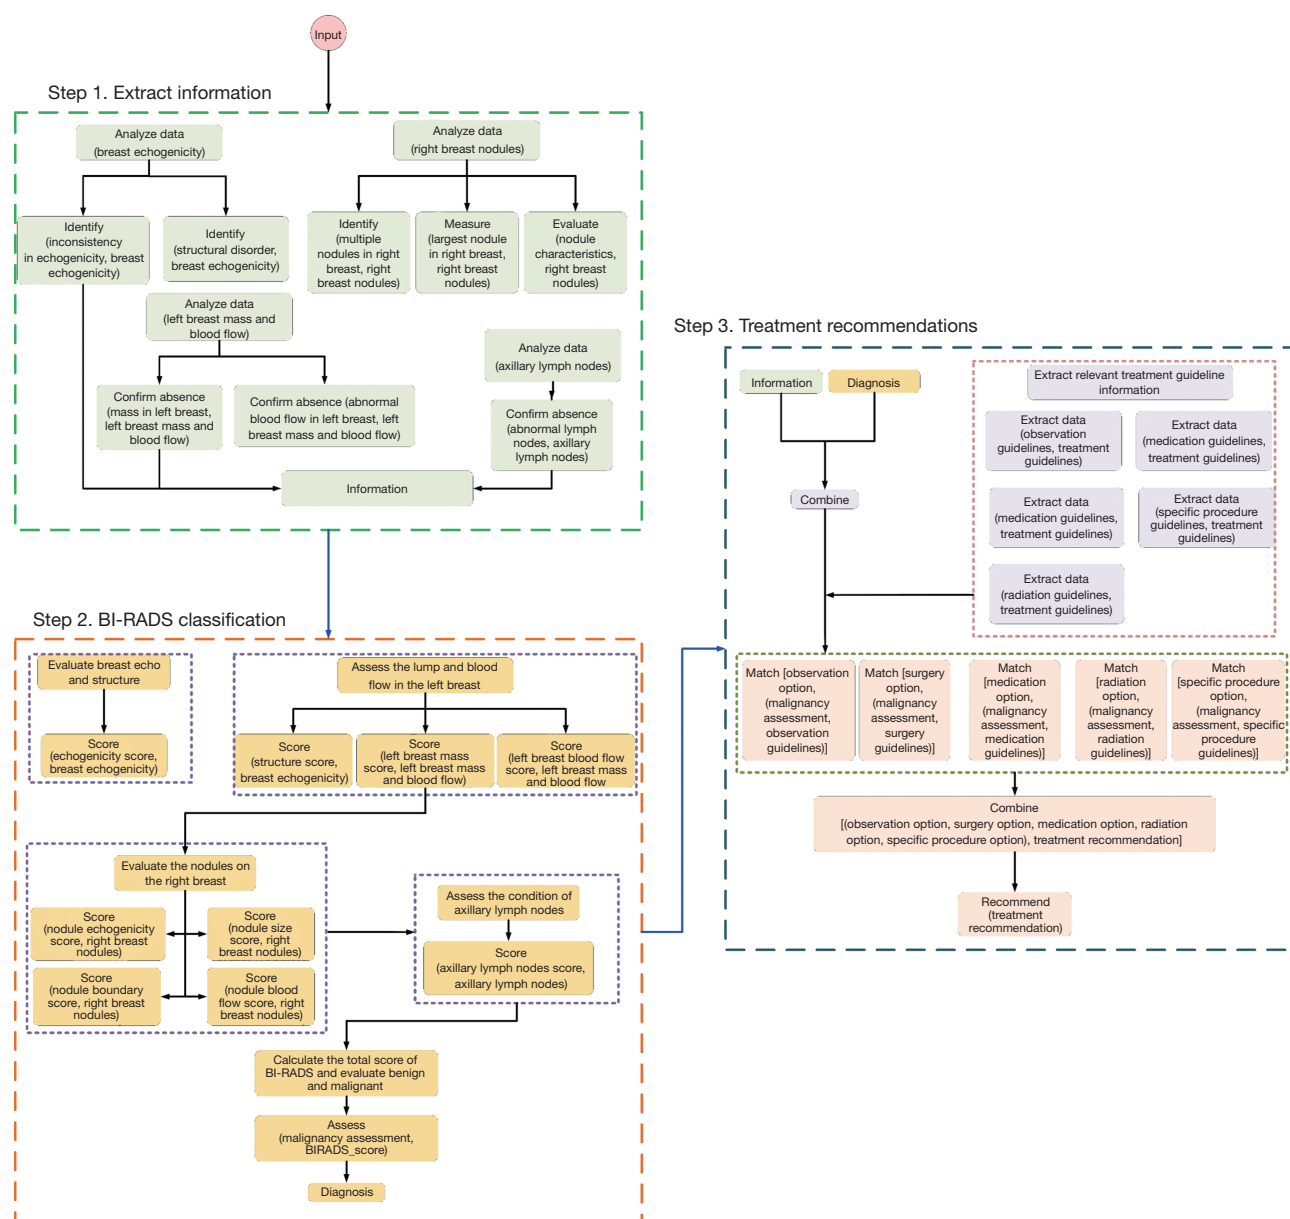 Input
Step 1. Extract information
Analyze data
(breast echogenicity)
Analyze data
(right breast nodules)
Identify
(inconsistency
in echogenicity, breast
echogenicity)
Identify
(structural disorder,
breast echogenicity)
Identify
(multiple
nodules in right
breast, right
breast nodules)
Measure
(largest nodule
in right breast,
right breast
nodules)
Evaluate
(nodule
characteristics,
right breast
nodules)
Analyze data
(left breast mass and
blood flow)
Analyze data
(axillary lymph nodes)
Confirm absence
(mass in left breast,
left breast mass and
blood flow)
Confirm absence (abnormal
blood flow in left breast, left
breast mass and blood flow)
Confirm absence
(abnormal lymph
nodes, axillary
lymph nodes)
Information
Step 2. BI-RADS classification
Evaluate breast echo
and structure
Score
(echogenicity score,
breast echogenicity)
Assess the lump and blood
flow in the left breast
Score
(structure score,
breast echogenicity)
Score
(left breast mass
score, left breast mass
and blood flow)
Score
(left breast blood flow
score, left breast mass
and blood flow
Evaluate the nodules on
the right breast
Score
(nodule echogenicity
score, right breast
nodules)
Score
(nodule size
score, right
breast nodules)
Score
(nodule boundary
score, right breast
nodules)
Score
(nodule blood
flow score, right
breast nodules)
Assess the condition of
axillary lymph nodes
Score
(axillary lymph nodes score,
axillary lymph nodes)
Calculate the total score of
BI-RADS and evaluate benign
and malignant
Assess
(malignancy assessment,
BIRADS_score)
Diagnosis
Step 3. Treatment recommendations
Information
Diagnosis
Combine
Extract relevant treatment guideline
information
Extract data
(observation
guidelines, treatment
guidelines)
Extract data
(medication guidelines,
treatment guidelines)
Extract data
(medication guidelines,
treatment guidelines)
Extract data
(specific procedure
guidelines, treatment
guidelines)
Extract data
(radiation guidelines,
treatment guidelines)
Match [observation
option,
(malignancy
assessment,
observation
guidelines)]
Match [surgery
option,
(malignancy
assessment,
surgery
guidelines)]
Match
[medication
option,
(malignancy
assessment,
medication
guidelines)]
Match
[radiation
option,
(malignancy
assessment,
radiation
guidelines)]
Match
[specific procedure
option,
(malignancy
assessment, specific
procedure
guidelines)]
Combine
[(observation option, surgery option, medication option, radiation
option, specific procedure option), treatment recommendation]
Recommend
(treatment
recommendation)